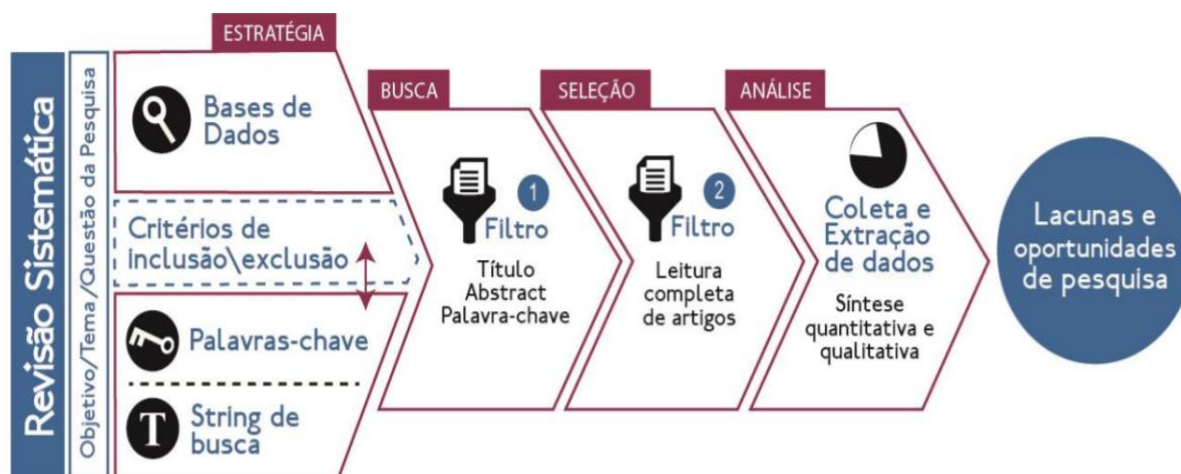 Revisão Sistemática
Objetivo/Tema/Questão da Pesquisa
ESTRATÉGIA
Bases de
Dados
Critérios de
inclusão\exclusão
Palavras-chave
T
String de
busca
BUSCA
1
Filtro
Título
Abstract
Palavra-chave
SELEÇÃO
2
Filtro
Leitura
completa
de artigos
ANÁLISE
Coleta e
Extração
de dados
Síntese
quantitativa e
qualitativa
Lacunas e
oportunidades
de pesquisa